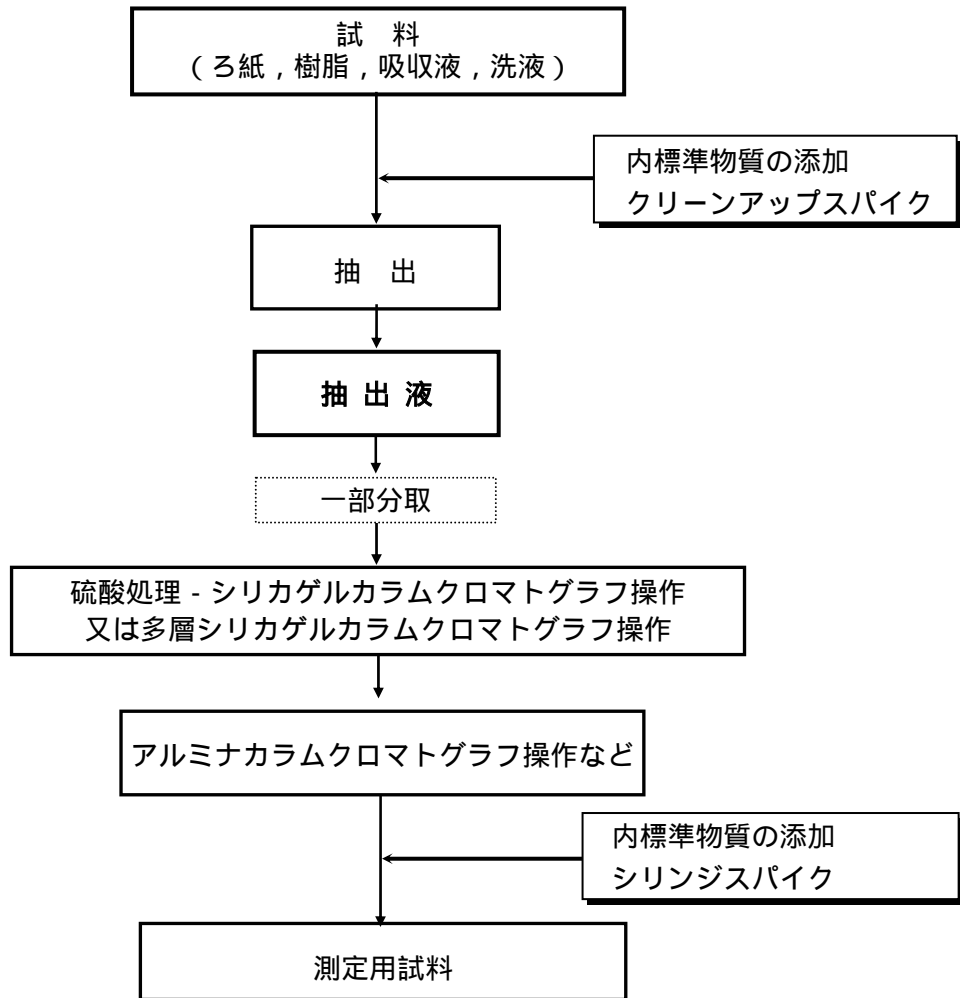 試　料
（ろ紙，樹脂，吸収液，洗液）
内標準物質の添加
クリーンアップスパイク
抽　出
抽 出 液
一部分取
硫酸処理 - シリカゲルカラムクロマトグラフ操作
又は多層シリカゲルカラムクロマトグラフ操作
アルミナカラムクロマトグラフ操作など
内標準物質の添加
シリンジスパイク
測定用試料